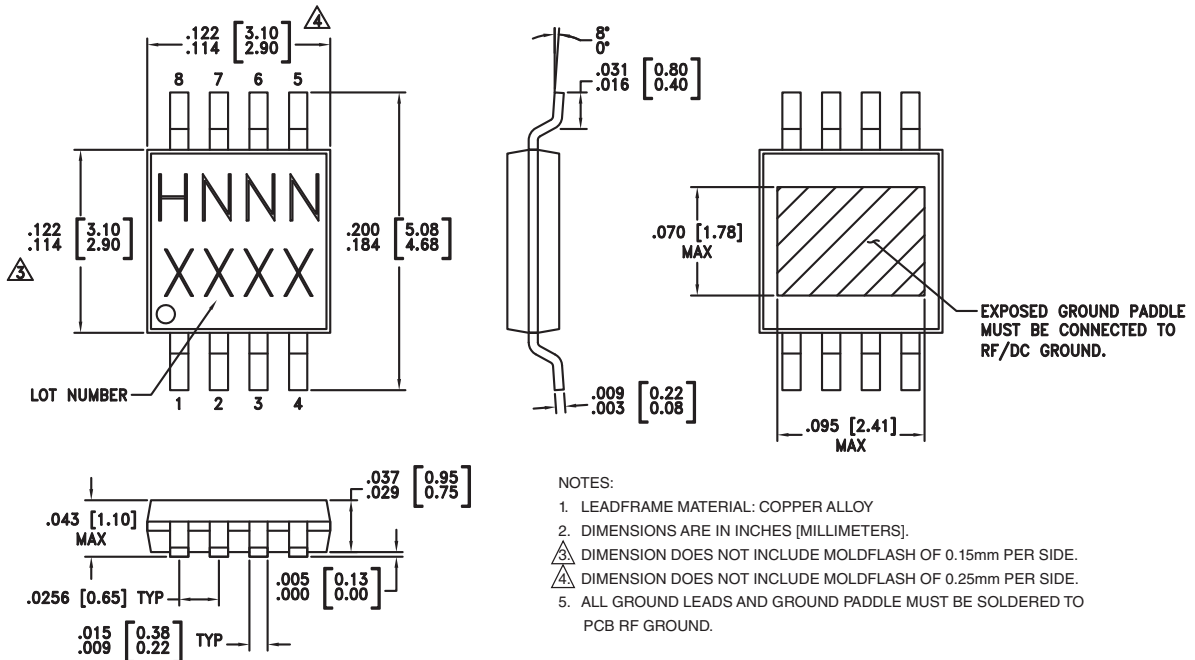 .122 [3.10]
.114 [2.90]
4
8 7 6 5
HNNN
XXXX
.122 [3.10]
.114 [2.90]
3
.200 [5.08]
.184 [4.68]
LOT NUMBER
1 2 3 4
8°
0°
.031 [0.80]
.016 [0.40]
.009 [0.22]
.003 [0.08]
.070 [1.78]
MAX
EXPOSED GROUND PADDLE
MUST BE CONNECTED TO
RF/DC GROUND.
.095 [2.41]
MAX
.037 [0.95]
.029 [0.75]
.043 [1.10]
MAX
.005 [0.13]
.000 [0.00]
.0256 [0.65] TYP
.015 [0.38]
.009 [0.22]
TYP
NOTES:
1. LEADFRAME MATERIAL: COPPER ALLOY
2. DIMENSIONS ARE IN INCHES [MILLIMETERS].
3. DIMENSION DOES NOT INCLUDE MOLDFLASH OF 0.15mm PER SIDE.
4. DIMENSION DOES NOT INCLUDE MOLDFLASH OF 0.25mm PER SIDE.
5. ALL GROUND LEADS AND GROUND PADDLE MUST BE SOLDERED TO
PCB RF GROUND.